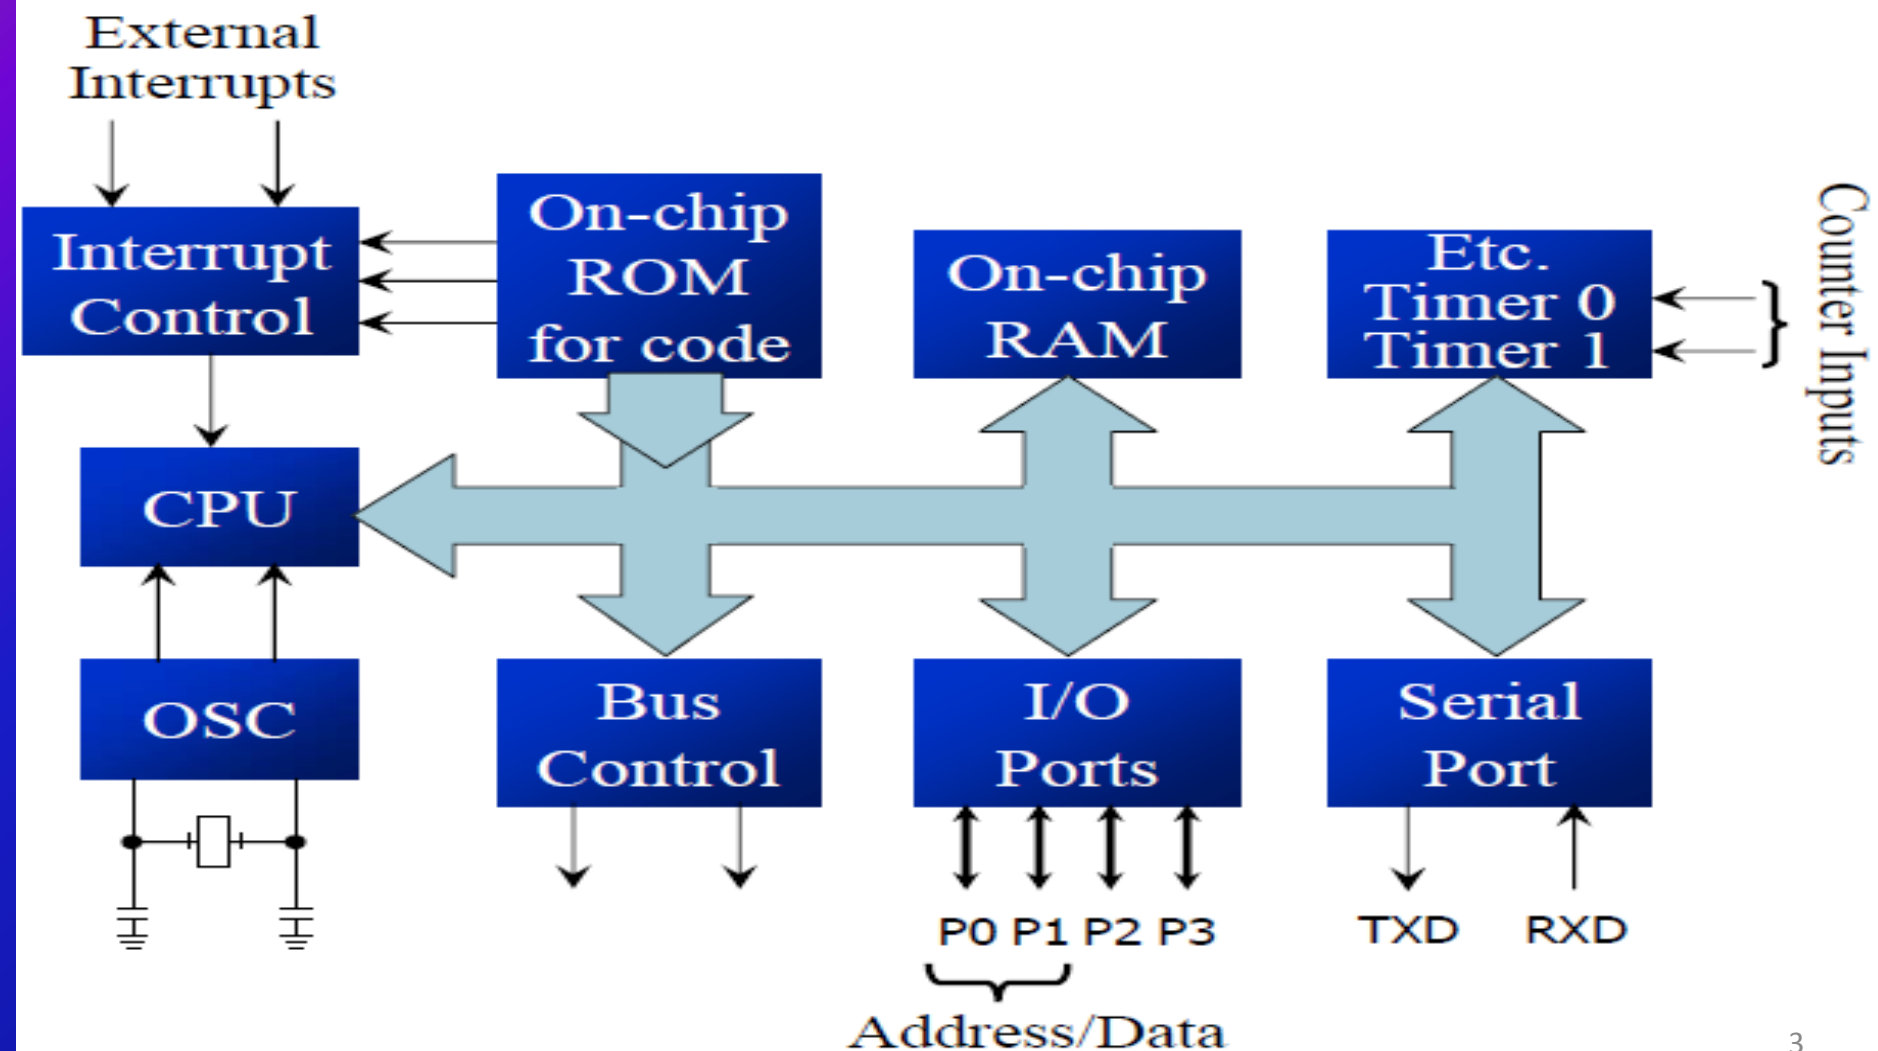 External
Interrupts
Interrupt
Control
On-chip
ROM
for code
On-chip
RAM
Etc.
Timer 0
Timer 1
Counter Inputs
CPU
OSC
Bus
Control
I/O
Ports
Serial
Port
P0 P1 P2 P3
TXD RXD
Address/Data
3